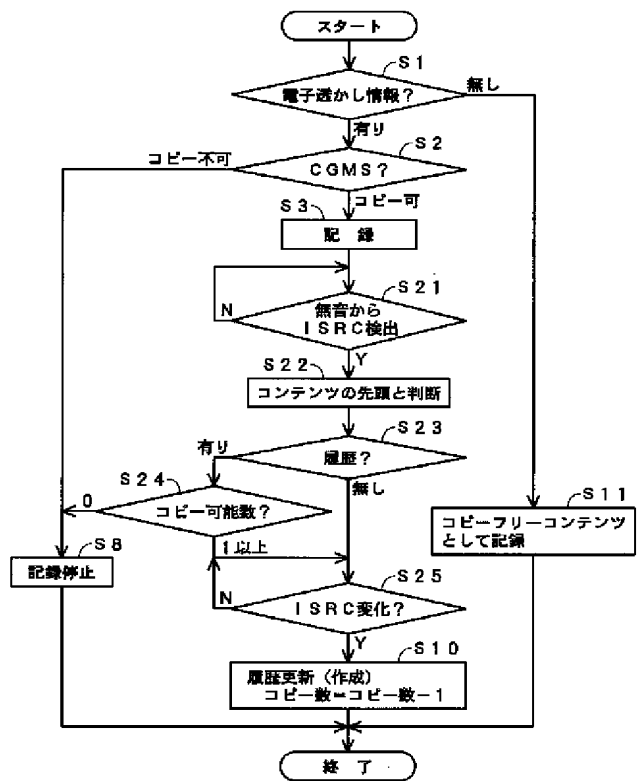 スタート
S1
電子透かし情報?
無し
有り
S2
コピー不可
CGMS?
コピー可
S3
記 録
S21
無音から
ISRC検出
N
Y
S22
コンテンツの先頭と判断
S23
有り
履歴?
無し
S24
0
コピー可能数?
1以上
S11
コピーフリーコンテンツ
として記録
S8
記録停止
S25
N
ISRC変化?
Y
S10
履歴更新(作成)
コピー数=コピー数-1
終 了